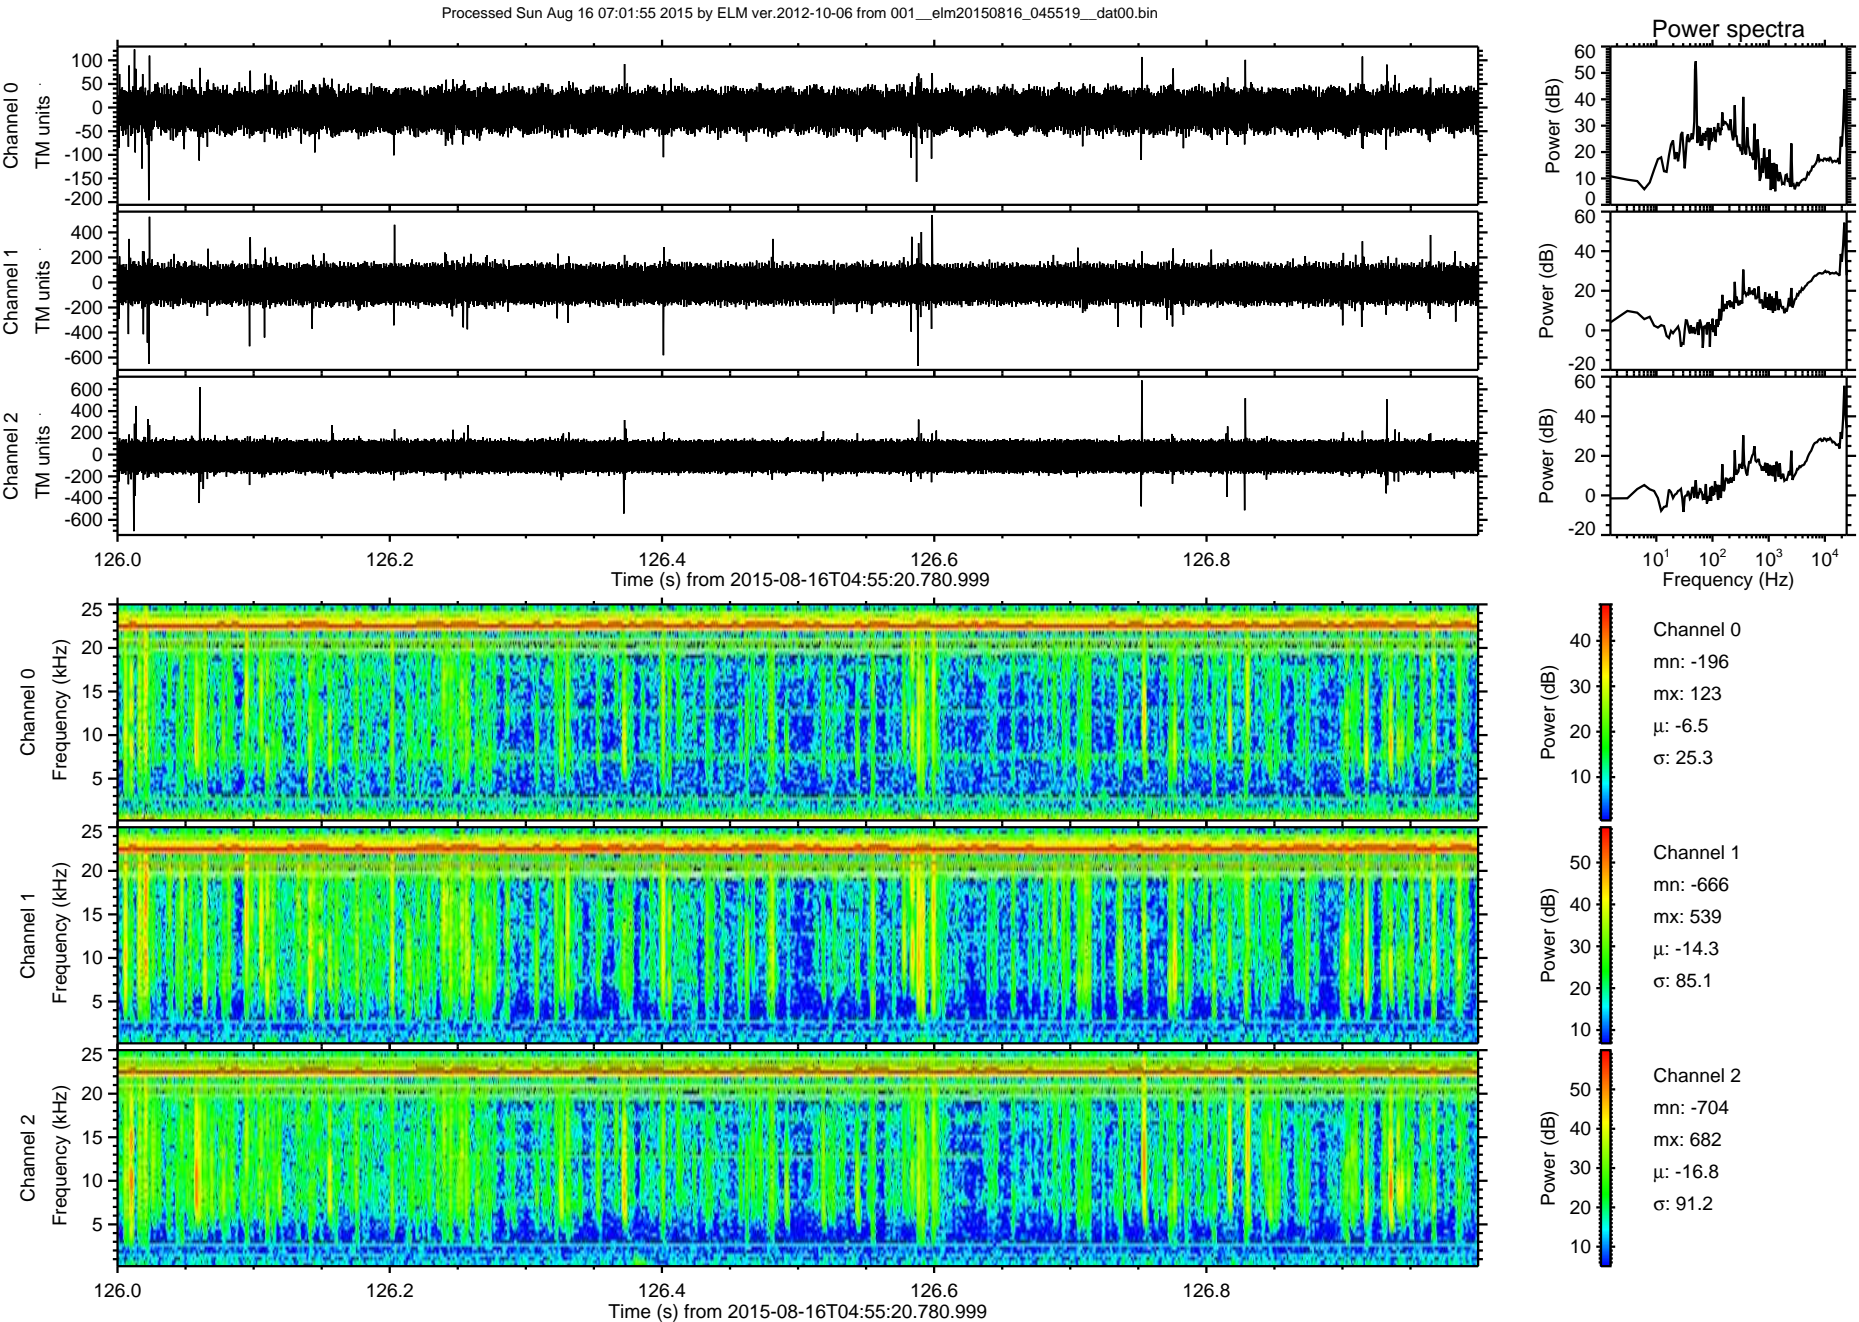 Processed Sun Aug 16 07:01:55 2015 by ELM ver.2012-10-06 from 001__elm20150816_045519__dat00.bin
Power spectra
Channel 0
TM units
100
50
0
-50
-100
-150
-200
Power (dB)
60
50
40
30
20
10
0
Channel 1
TM units
400
200
0
-200
-400
-600
Power (dB)
60
40
20
0
-20
Channel 2
TM units
600
400
200
0
-200
-400
-600
Power (dB)
60
40
20
0
-20
126.0 126.2 126.4 126.6 126.8
Time (s) from 2015-08-16T04:55:20.780.999
10¹ 10² 10³ 10⁴
Frequency (Hz)
Channel 0
Frequency (kHz)
25
20
15
10
5
Power (dB)
40
30
20
10
Channel 0
mn: -196
mx: 123
µ: -6.5
σ: 25.3
Channel 1
Frequency (kHz)
25
20
15
10
5
Power (dB)
50
40
30
20
10
Channel 1
mn: -666
mx: 539
µ: -14.3
σ: 85.1
Channel 2
Frequency (kHz)
25
20
15
10
5
Power (dB)
50
40
30
20
10
Channel 2
mn: -704
mx: 682
µ: -16.8
σ: 91.2
126.0 126.2 126.4 126.6 126.8
Time (s) from 2015-08-16T04:55:20.780.999